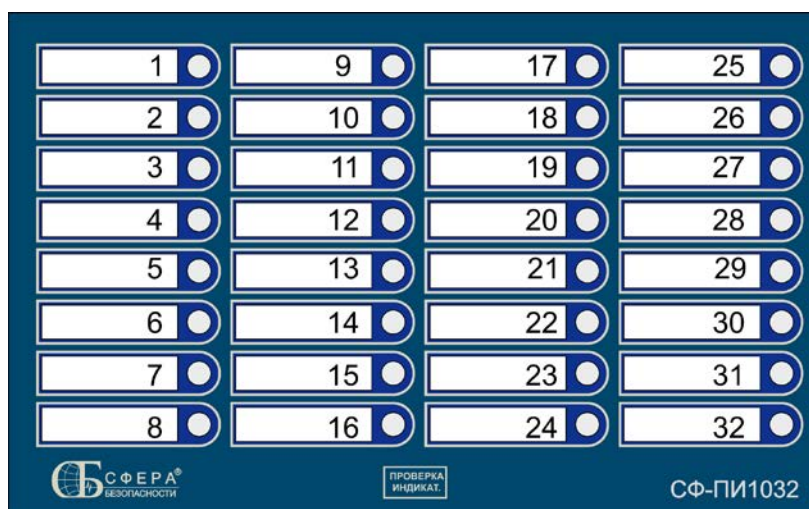 1 9 17 25
2 10 18 26
3 11 19 27
4 12 20 28
5 13 21 29
6 14 22 30
7 15 23 31
8 16 24 32
СБ СФЕРА®
БЕЗОПАСНОСТИ
ПРОВЕРКА
ИНДИКАТ.
СФ-ПИ1032